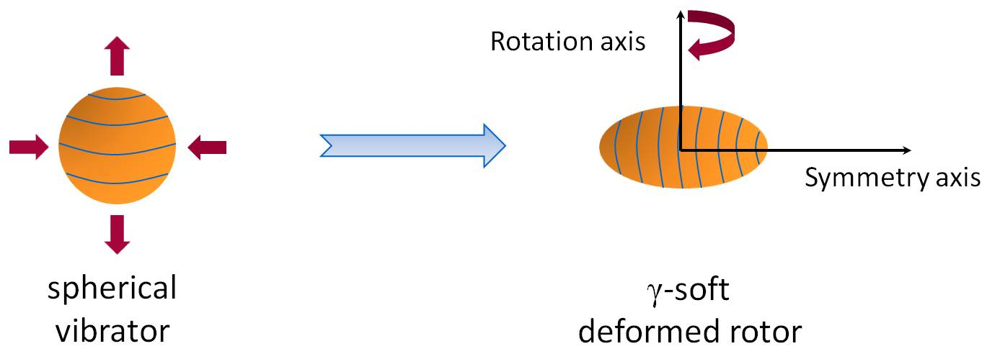 Rotation axis
Symmetry axis
spherical
vibrator
γ-soft
deformed rotor